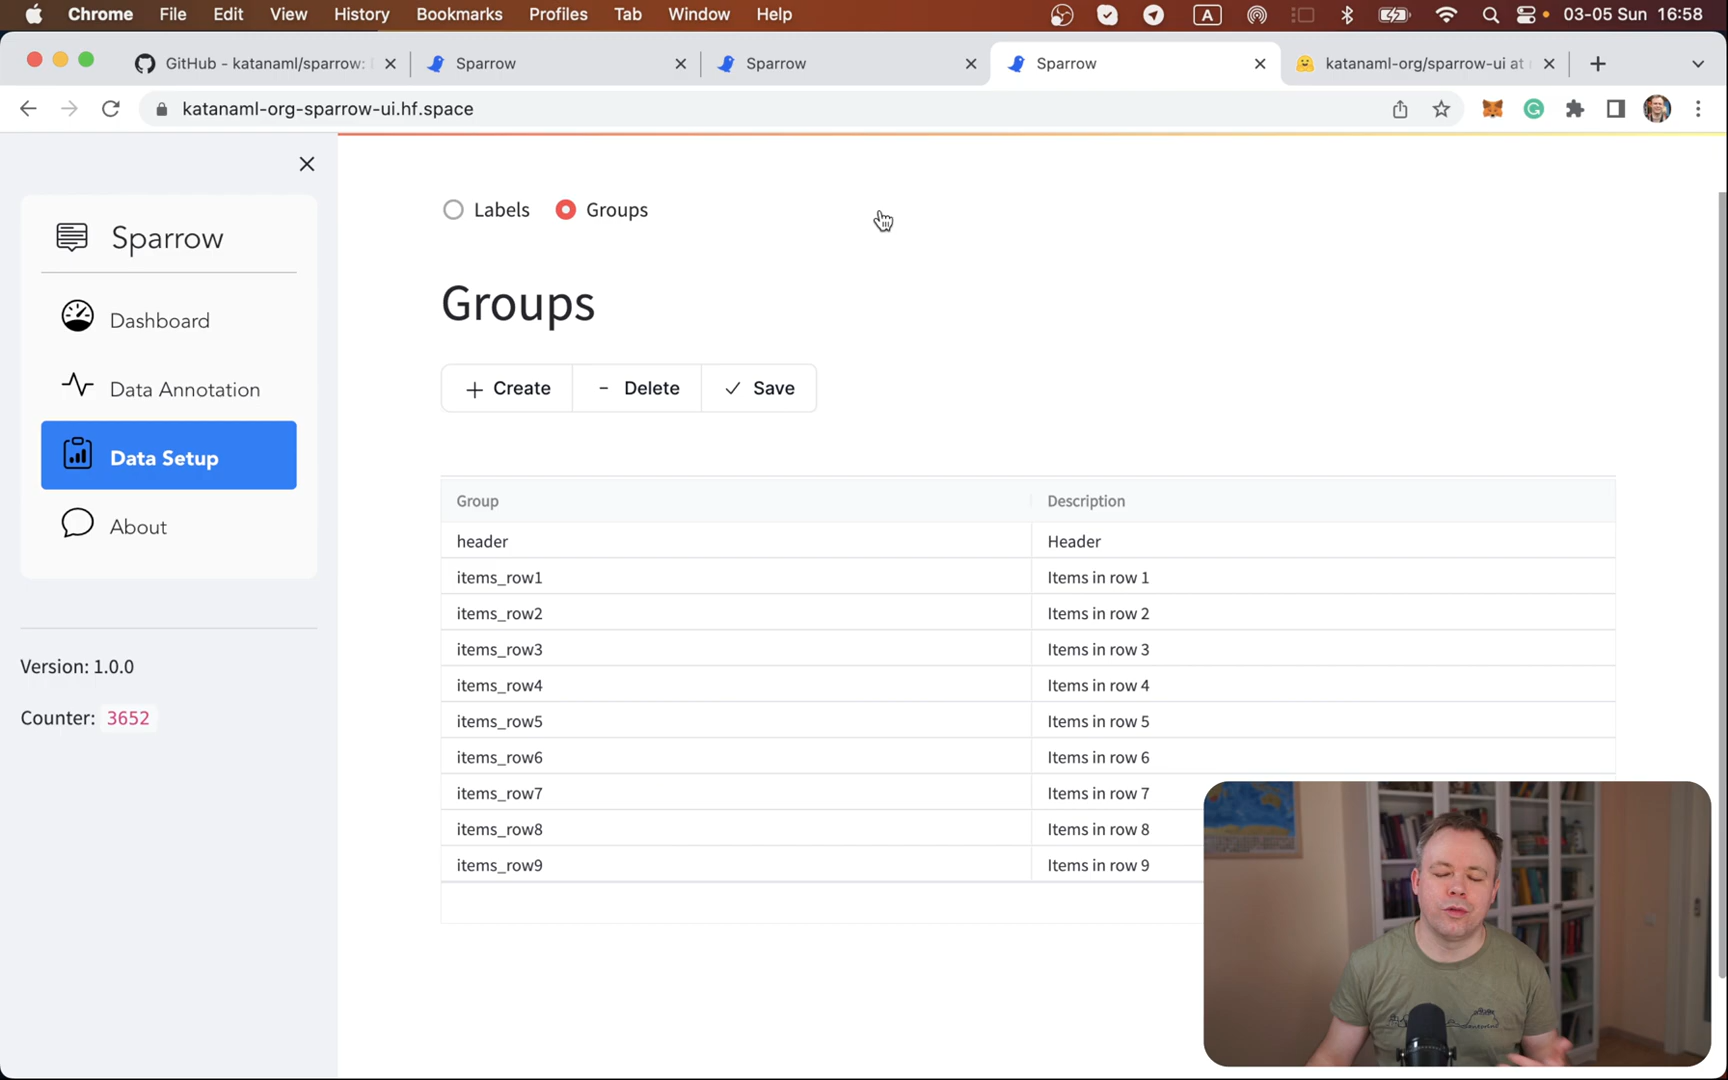 Chrome File Edit View History Bookmarks Profiles Tab Window Help A 03-05 Sun 16:58
GitHub - katanaml/sparrow: Sparrow Sparrow Sparrow katanaml-org/sparrow-ui at
katanaml-org-sparrow-ui.hf.space
Sparrow
Dashboard
Data Annotation
Data Setup
About
Version: 1.0.0
Counter: 3652
Labels Groups
Groups
+ Create - Delete Save
Group Description
header Header
items_row1 Items in row 1
items_row2 Items in row 2
items_row3 Items in row 3
items_row4 Items in row 4
items_row5 Items in row 5
items_row6 Items in row 6
items_row7 Items in row 7
items_row8 Items in row 8
items_row9 Items in row 9